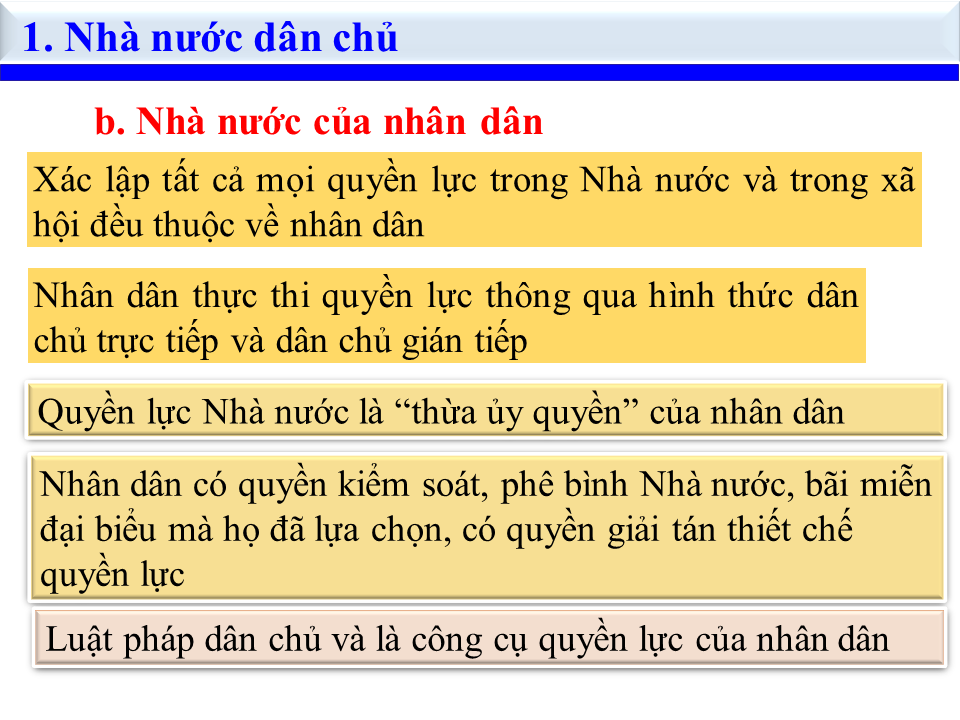 1. Nhà nước dân chủ
b. Nhà nước của nhân dân
Xác lập tất cả mọi quyền lực trong Nhà nước và trong xã
hội đều thuộc về nhân dân
Nhân dân thực thi quyền lực thông qua hình thức dân
chủ trực tiếp và dân chủ gián tiếp
Quyền lực Nhà nước là “thừa ủy quyền” của nhân dân
Nhân dân có quyền kiểm soát, phê bình Nhà nước, bãi miễn
đại biểu mà họ đã lựa chọn, có quyền giải tán thiết chế
quyền lực
Luật pháp dân chủ và là công cụ quyền lực của nhân dân